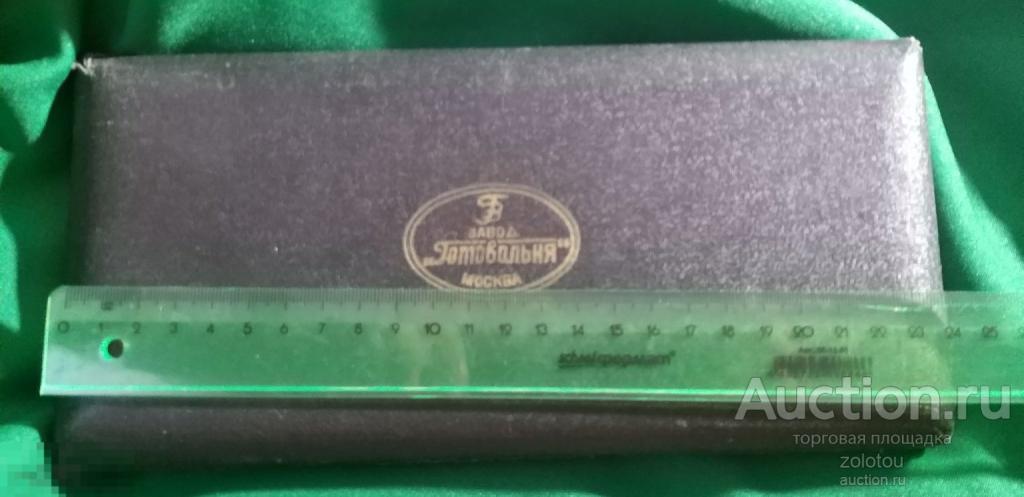 ЗАВОД
„Готовальня“
МОСКВА
0 1 2 3 4 5 6 7 8 9 10 11 12 13 14 15 16 17 18 19 20 21 22 23 24 25
schoolформат®
Auction.ru
торговая площадка
zolotou
auction.ru